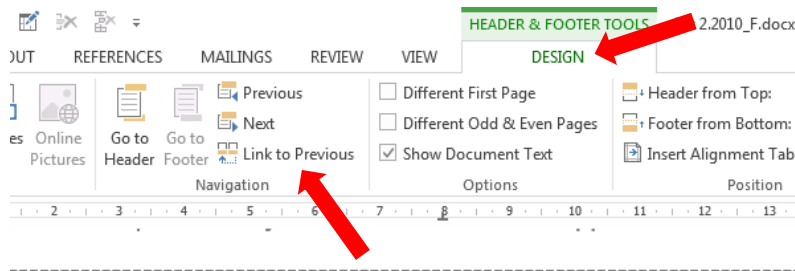 HEADER & FOOTER TOOLS 2.2010_F.docx
OUT REFERENCES MAILINGS REVIEW VIEW DESIGN
Previous Different First Page Header from Top:
Next Different Odd & Even Pages Footer from Bottom:
es Online Go to Go to
Pictures Header Footer Link to Previous Show Document Text Insert Alignment Tab
Navigation Options Position
2 3 4 5 6 7 8 9 10 11 12 13